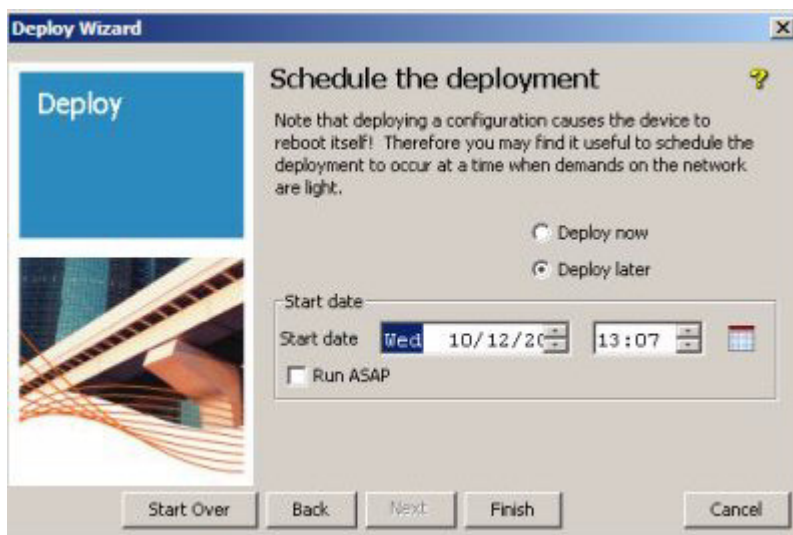 Deploy Wizard
Deploy
Schedule the deployment
Note that deploying a configuration causes the device to
reboot itself! Therefore you may find it useful to schedule the
deployment to occur at a time when demands on the network
are light.
Deploy now
Deploy later
Start date
Start date Wed 10/12/20 13:07
Run ASAP
Start Over Back Next Finish Cancel